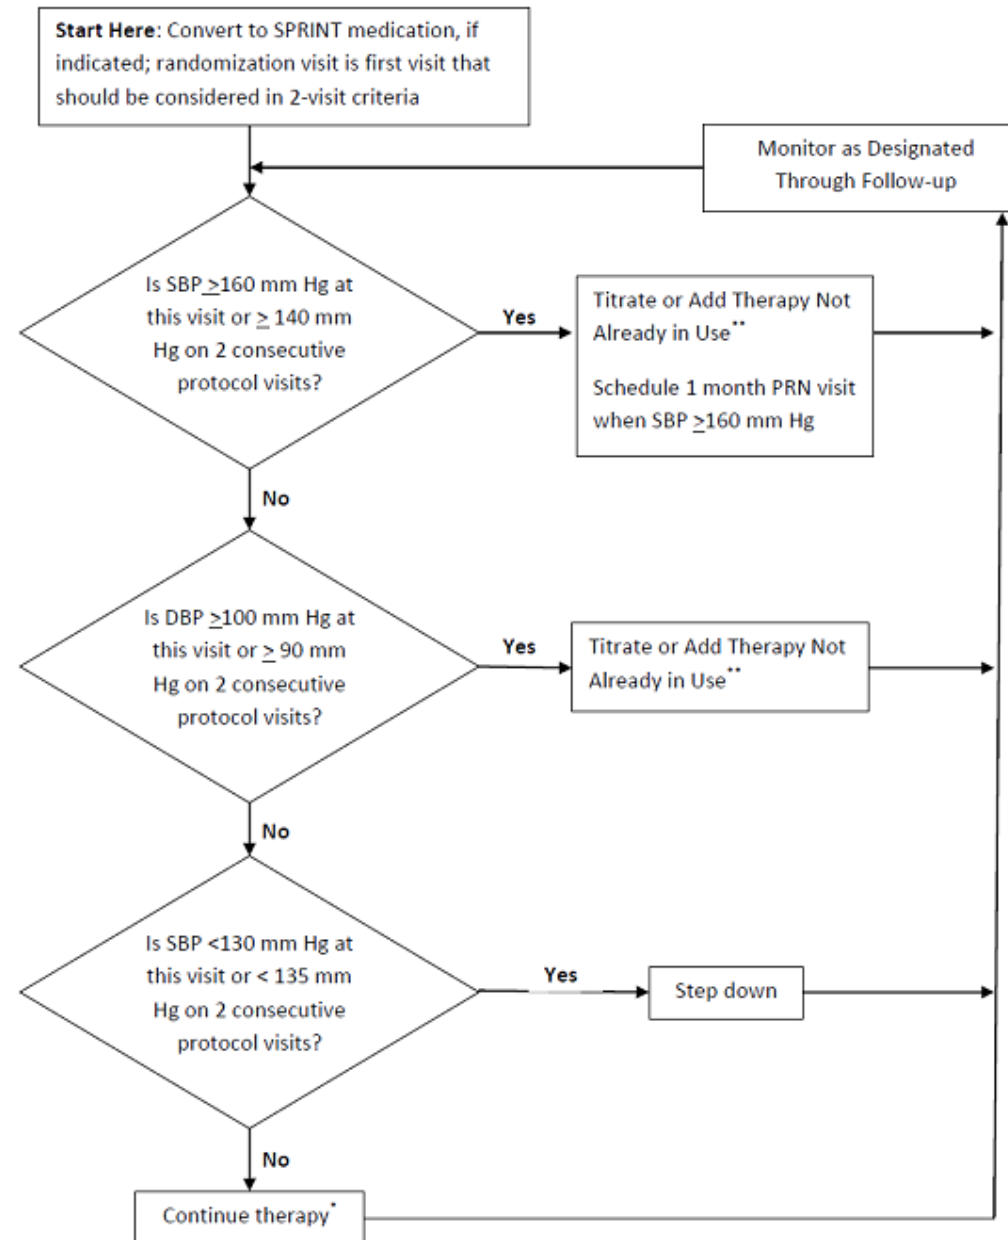 Start Here: Convert to SPRINT medication, if
indicated; randomization visit is first visit that
should be considered in 2-visit criteria
Monitor as Designated
Through Follow-up
Is SBP ≥160 mm Hg at
this visit or ≥ 140 mm
Hg on 2 consecutive
protocol visits?
Yes
Titrate or Add Therapy Not
Already in Use**
Schedule 1 month PRN visit
when SBP ≥160 mm Hg
No
Is DBP ≥100 mm Hg at
this visit or ≥ 90 mm
Hg on 2 consecutive
protocol visits?
Yes
Titrate or Add Therapy Not
Already in Use**
No
Is SBP <130 mm Hg at
this visit or < 135 mm
Hg on 2 consecutive
protocol visits?
Yes
Step down
No
Continue therapy*